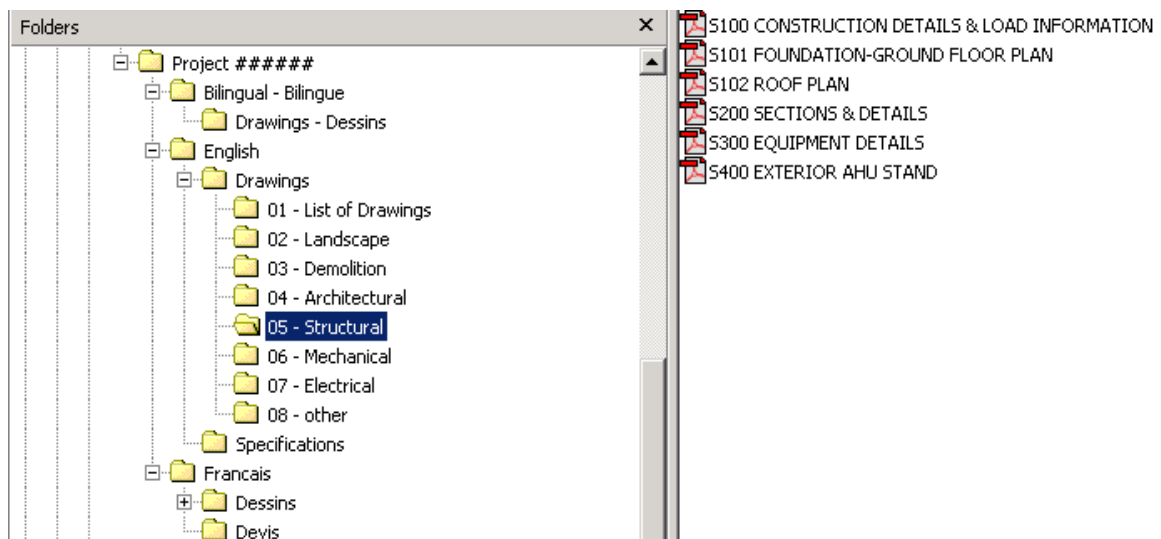 Folders
Project ######
Bilingual - Bilingue
Drawings - Dessins
English
Drawings
01 - List of Drawings
02 - Landscape
03 - Demolition
04 - Architectural
05 - Structural
06 - Mechanical
07 - Electrical
08 - other
Specifications
Francais
Dessins
Devis
S100 CONSTRUCTION DETAILS & LOAD INFORMATION
S101 FOUNDATION-GROUND FLOOR PLAN
S102 ROOF PLAN
S200 SECTIONS & DETAILS
S300 EQUIPMENT DETAILS
S400 EXTERIOR AHU STAND